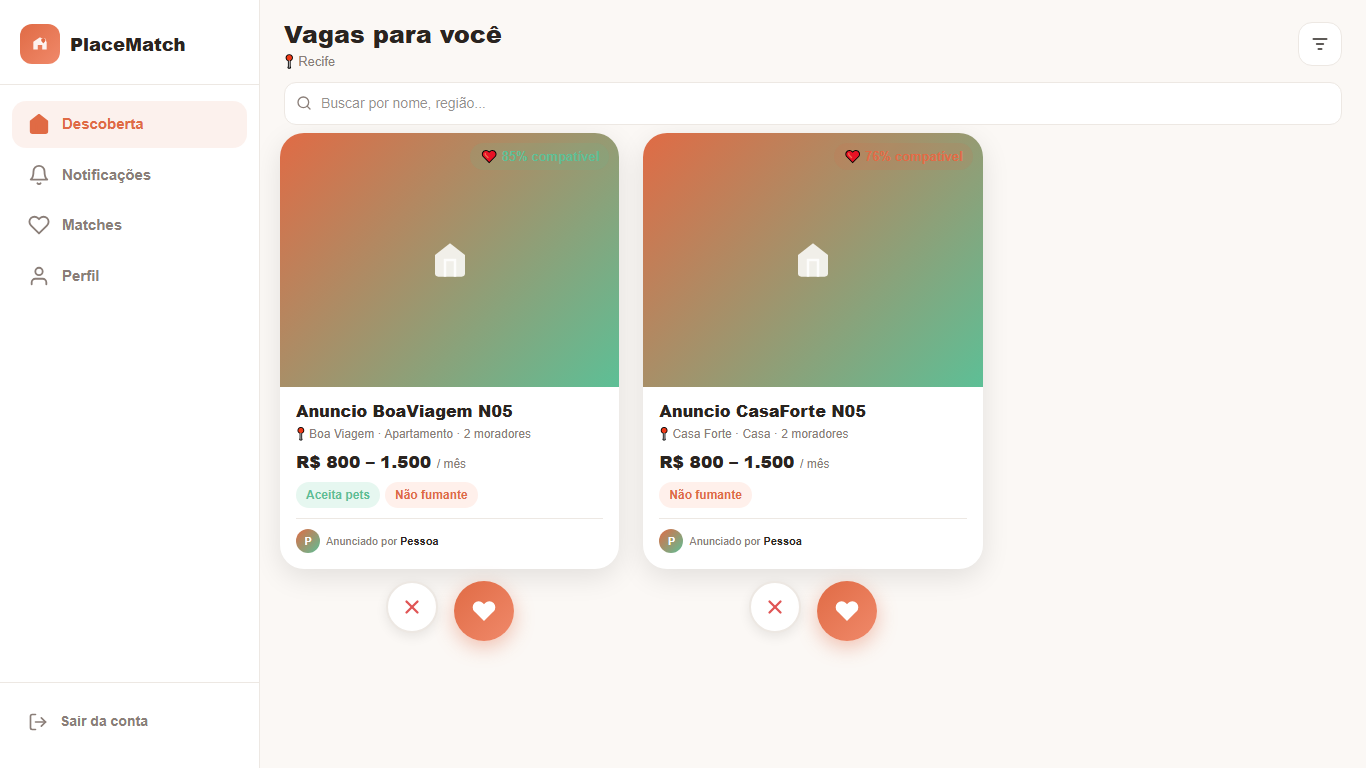 PlaceMatch
Descoberta
Notificações
Matches
Perfil
Sair da conta
Vagas para você
Recife
Buscar por nome, região...
85% compatível
Anuncio BoaViagem N05
Boa Viagem · Apartamento · 2 moradores
R$ 800 – 1.500 / mês
Aceita pets Não fumante
P Anunciado por Pessoa
76% compatível
Anuncio CasaForte N05
Casa Forte · Casa · 2 moradores
R$ 800 – 1.500 / mês
Não fumante
P Anunciado por Pessoa